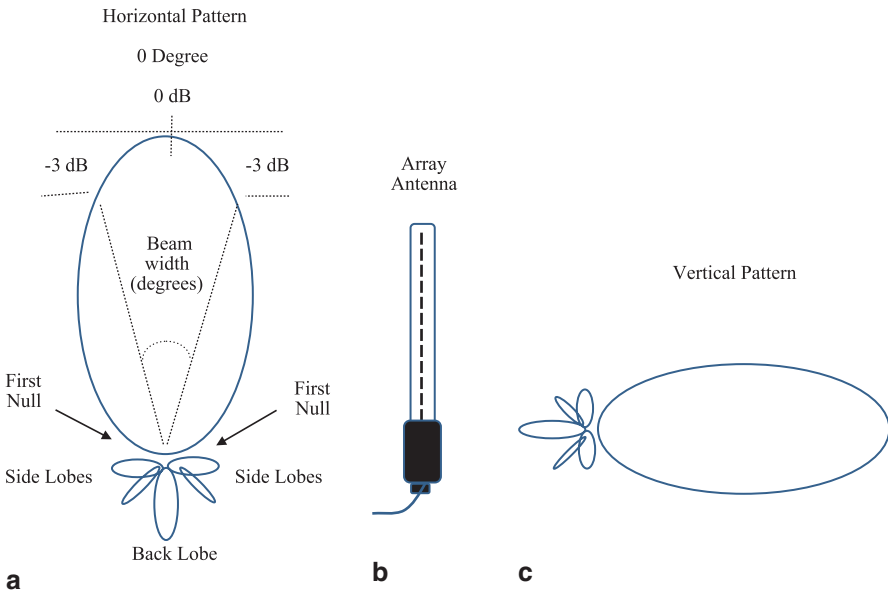 Horizontal Pattern
0 Degree
0 dB
-3 dB
-3 dB
Beam
width
(degrees)
First
Null
First
Null
Side Lobes
Side Lobes
Back Lobe
a
Array
Antenna
b
Vertical Pattern
c